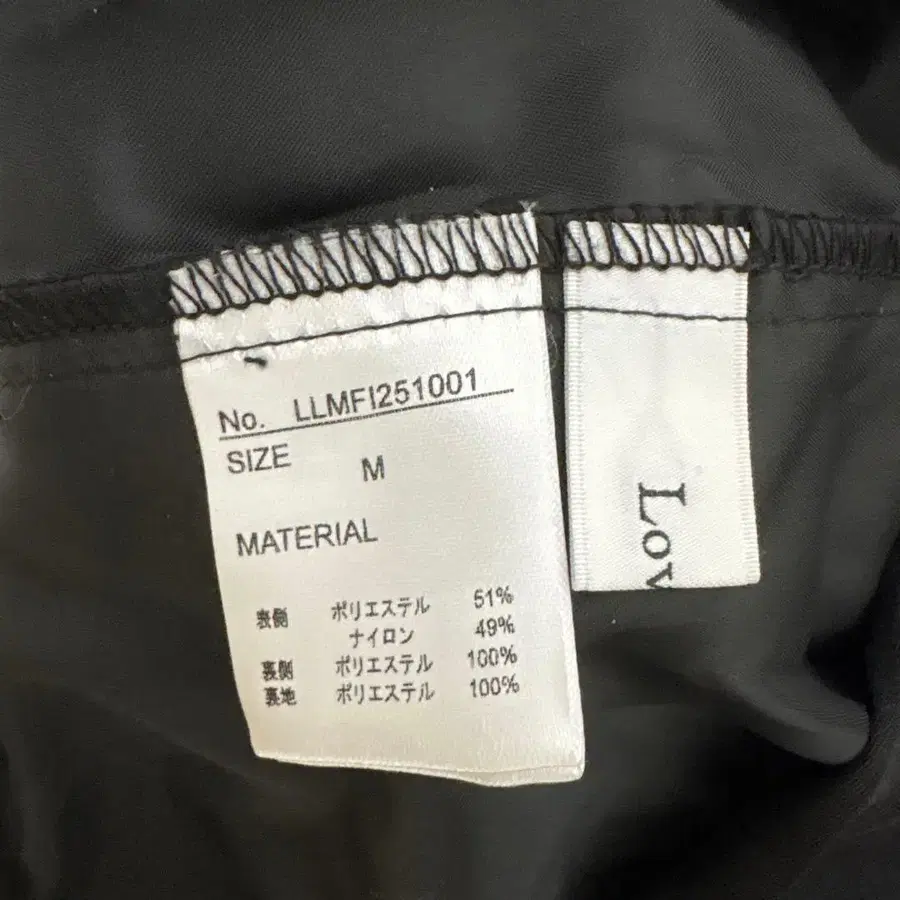 No. LLMFI251001
SIZE M
MATERIAL
表側 ポリエステル 51%
ナイロン 49%
裏側 ポリエステル 100%
裏地 ポリエステル 100%
Lov